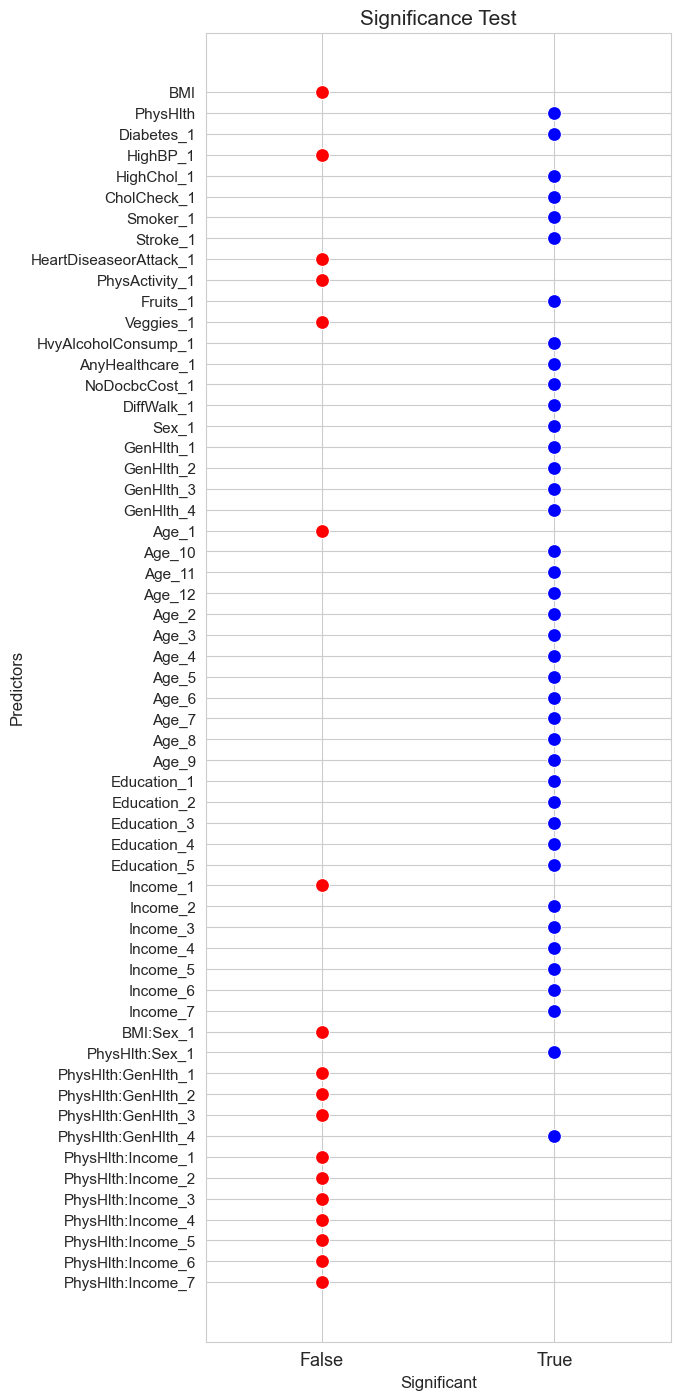 Significance Test
BMI
PhysHlth
Diabetes_1
HighBP_1
HighChol_1
CholCheck_1
Smoker_1
Stroke_1
HeartDiseaseorAttack_1
PhysActivity_1
Fruits_1
Veggies_1
HvyAlcoholConsump_1
AnyHealthcare_1
NoDocbcCost_1
DiffWalk_1
Sex_1
GenHlth_1
GenHlth_2
GenHlth_3
GenHlth_4
Age_1
Age_10
Age_11
Age_12
Age_2
Age_3
Age_4
Age_5
Age_6
Age_7
Age_8
Age_9
Education_1
Education_2
Education_3
Education_4
Education_5
Income_1
Income_2
Income_3
Income_4
Income_5
Income_6
Income_7
BMI:Sex_1
PhysHlth:Sex_1
PhysHlth:GenHlth_1
PhysHlth:GenHlth_2
PhysHlth:GenHlth_3
PhysHlth:GenHlth_4
PhysHlth:Income_1
PhysHlth:Income_2
PhysHlth:Income_3
PhysHlth:Income_4
PhysHlth:Income_5
PhysHlth:Income_6
PhysHlth:Income_7
Predictors
False True
Significant